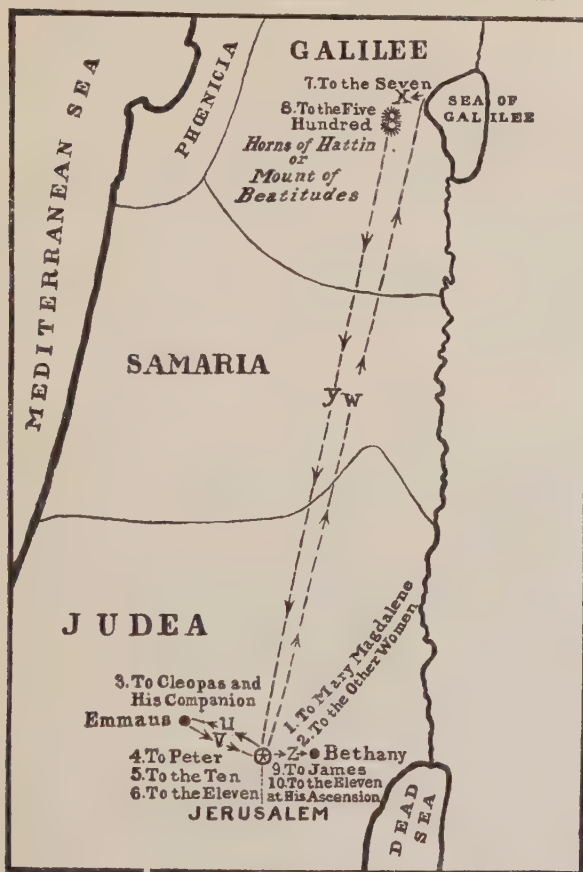 GALILEE
MEDITERRANEAN SEA
PHŒNICIA
7. To the Seven
X
SEA OF
GALILEE
8. To the Five
Hundred
Horns of Hattin
or
Mount of
Beatitudes
SAMARIA
y w
JUDEA
1. To Mary Magdalene
2. To the Other Women
3. To Cleopas and
His Companion
Emmaus
u
v
Z
Bethany
4. To Peter
5. To the Ten
6. To the Eleven
9. To James
10. To the Eleven
at His Ascension
JERUSALEM
DEAD
SEA